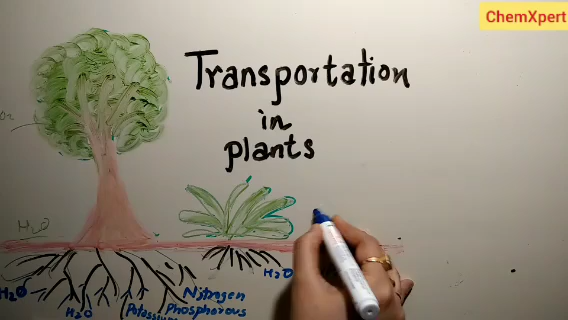 ChemXpert
Transportation
in
plants
H₂O
H₂O
H₂O
Nitrogen
H₂O
Potassium Phosphorous